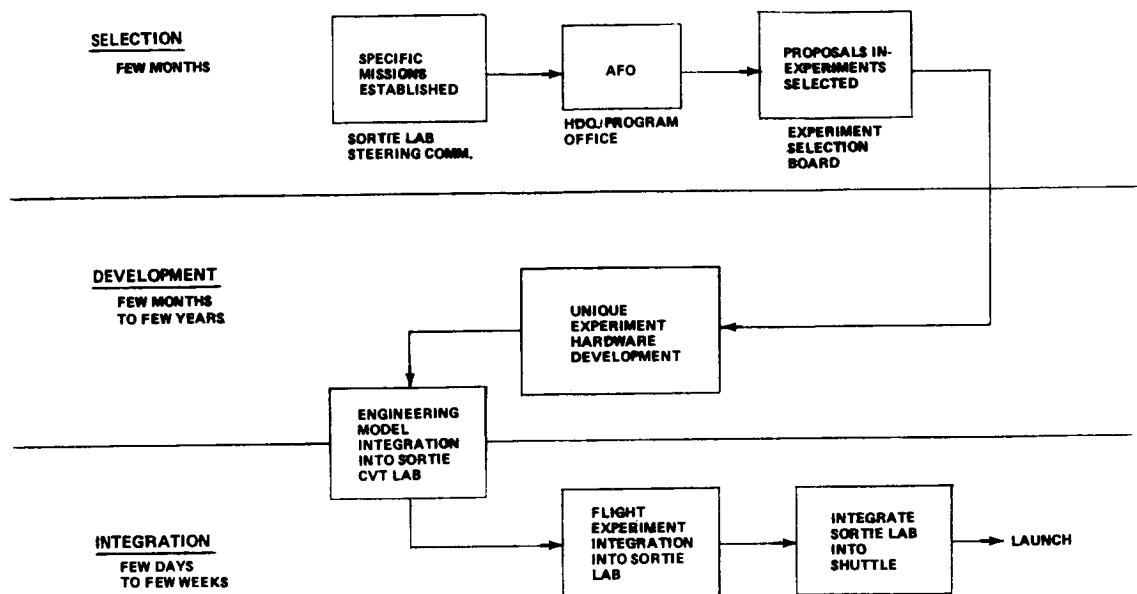 SELECTION
FEW MONTHS
SPECIFIC
MISSIONS
ESTABLISHED
SORTIE LAB
STEERING COMM.
AFO
HDQ./PROGRAM
OFFICE
PROPOSALS IN-
EXPERIMENTS
SELECTED
EXPERIMENT
SELECTION
BOARD
DEVELOPMENT
FEW MONTHS
TO FEW YEARS
UNIQUE
EXPERIMENT
HARDWARE
DEVELOPMENT
ENGINEERING
MODEL
INTEGRATION
INTO SORTIE
CVT LAB
INTEGRATION
FEW DAYS
TO FEW WEEKS
FLIGHT
EXPERIMENT
INTEGRATION
INTO SORTIE
LAB
INTEGRATE
SORTIE LAB
INTO
SHUTTLE
LAUNCH